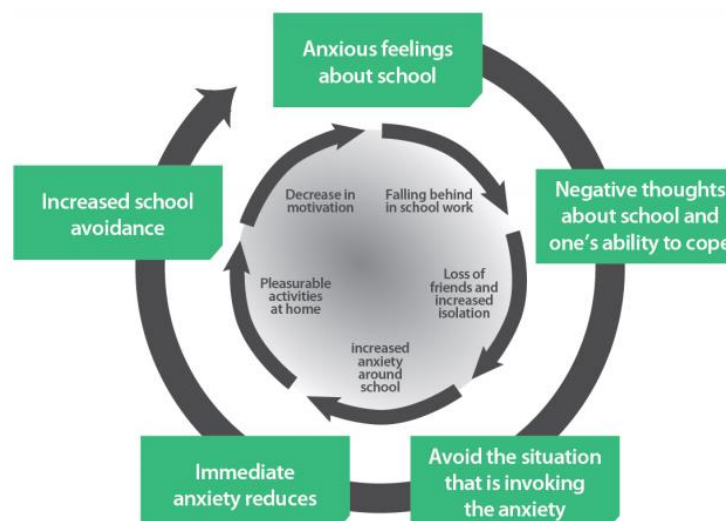 Anxious feelings
about school
Negative thoughts
about school and
one's ability to cope
Avoid the situation
that is invoking
the anxiety
Immediate
anxiety reduces
Increased school
avoidance
Falling behind
in school work
Loss of
friends and
increased
isolation
increased
anxiety
around
school
Pleasurable
activities
at home
Decrease in
motivation